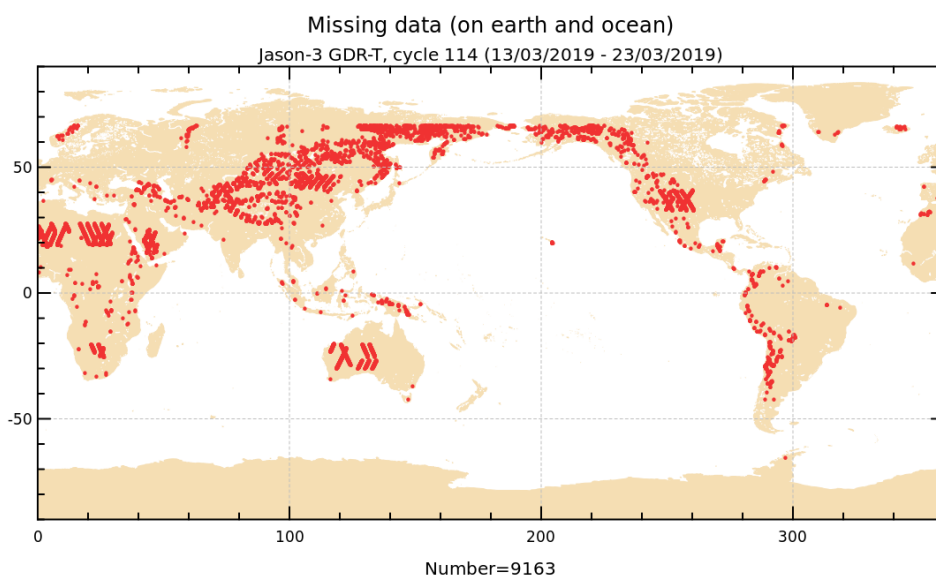 Missing data (on earth and ocean)
Jason-3 GDR-T, cycle 114 (13/03/2019 - 23/03/2019)
50
0
-50
0 100 200 300
Number=9163